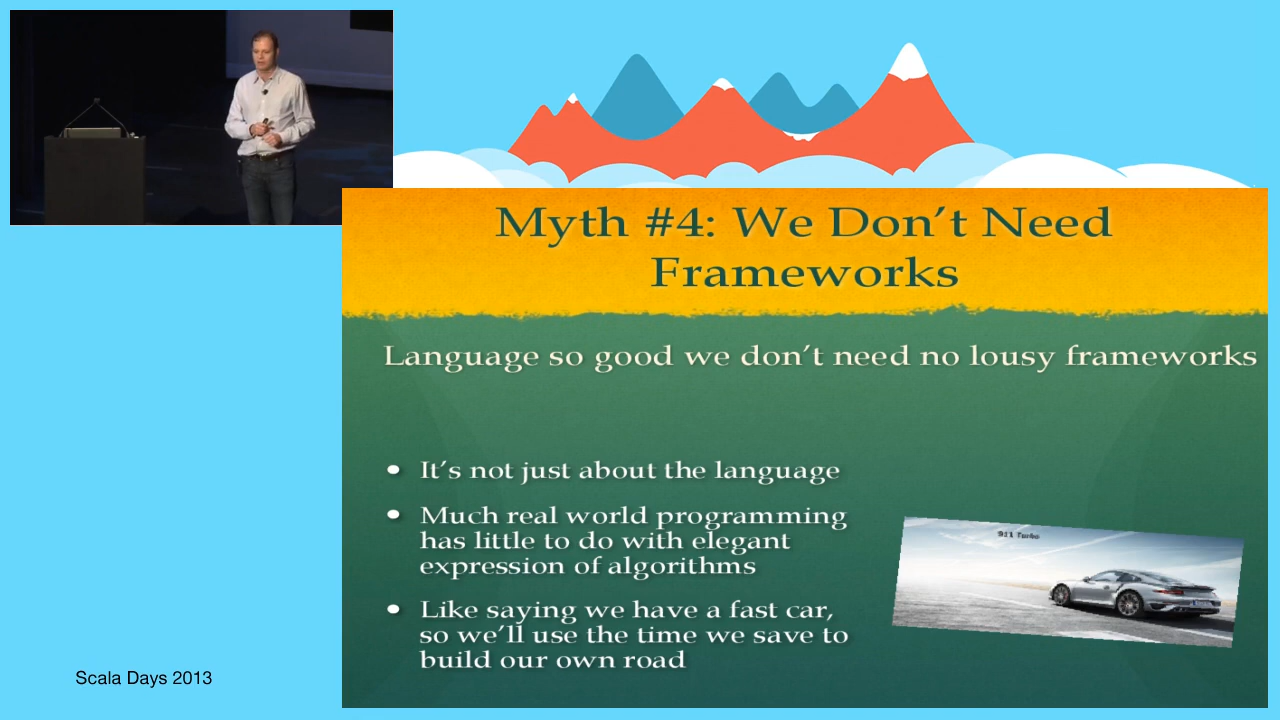 Myth #4: We Don’t Need
Frameworks
Language so good we don’t need no lousy frameworks
• It’s not just about the language
• Much real world programming
has little to do with elegant
expression of algorithms
• Like saying we have a fast car,
so we’ll use the time we save to
build our own road
911 Turbo
Scala Days 2013